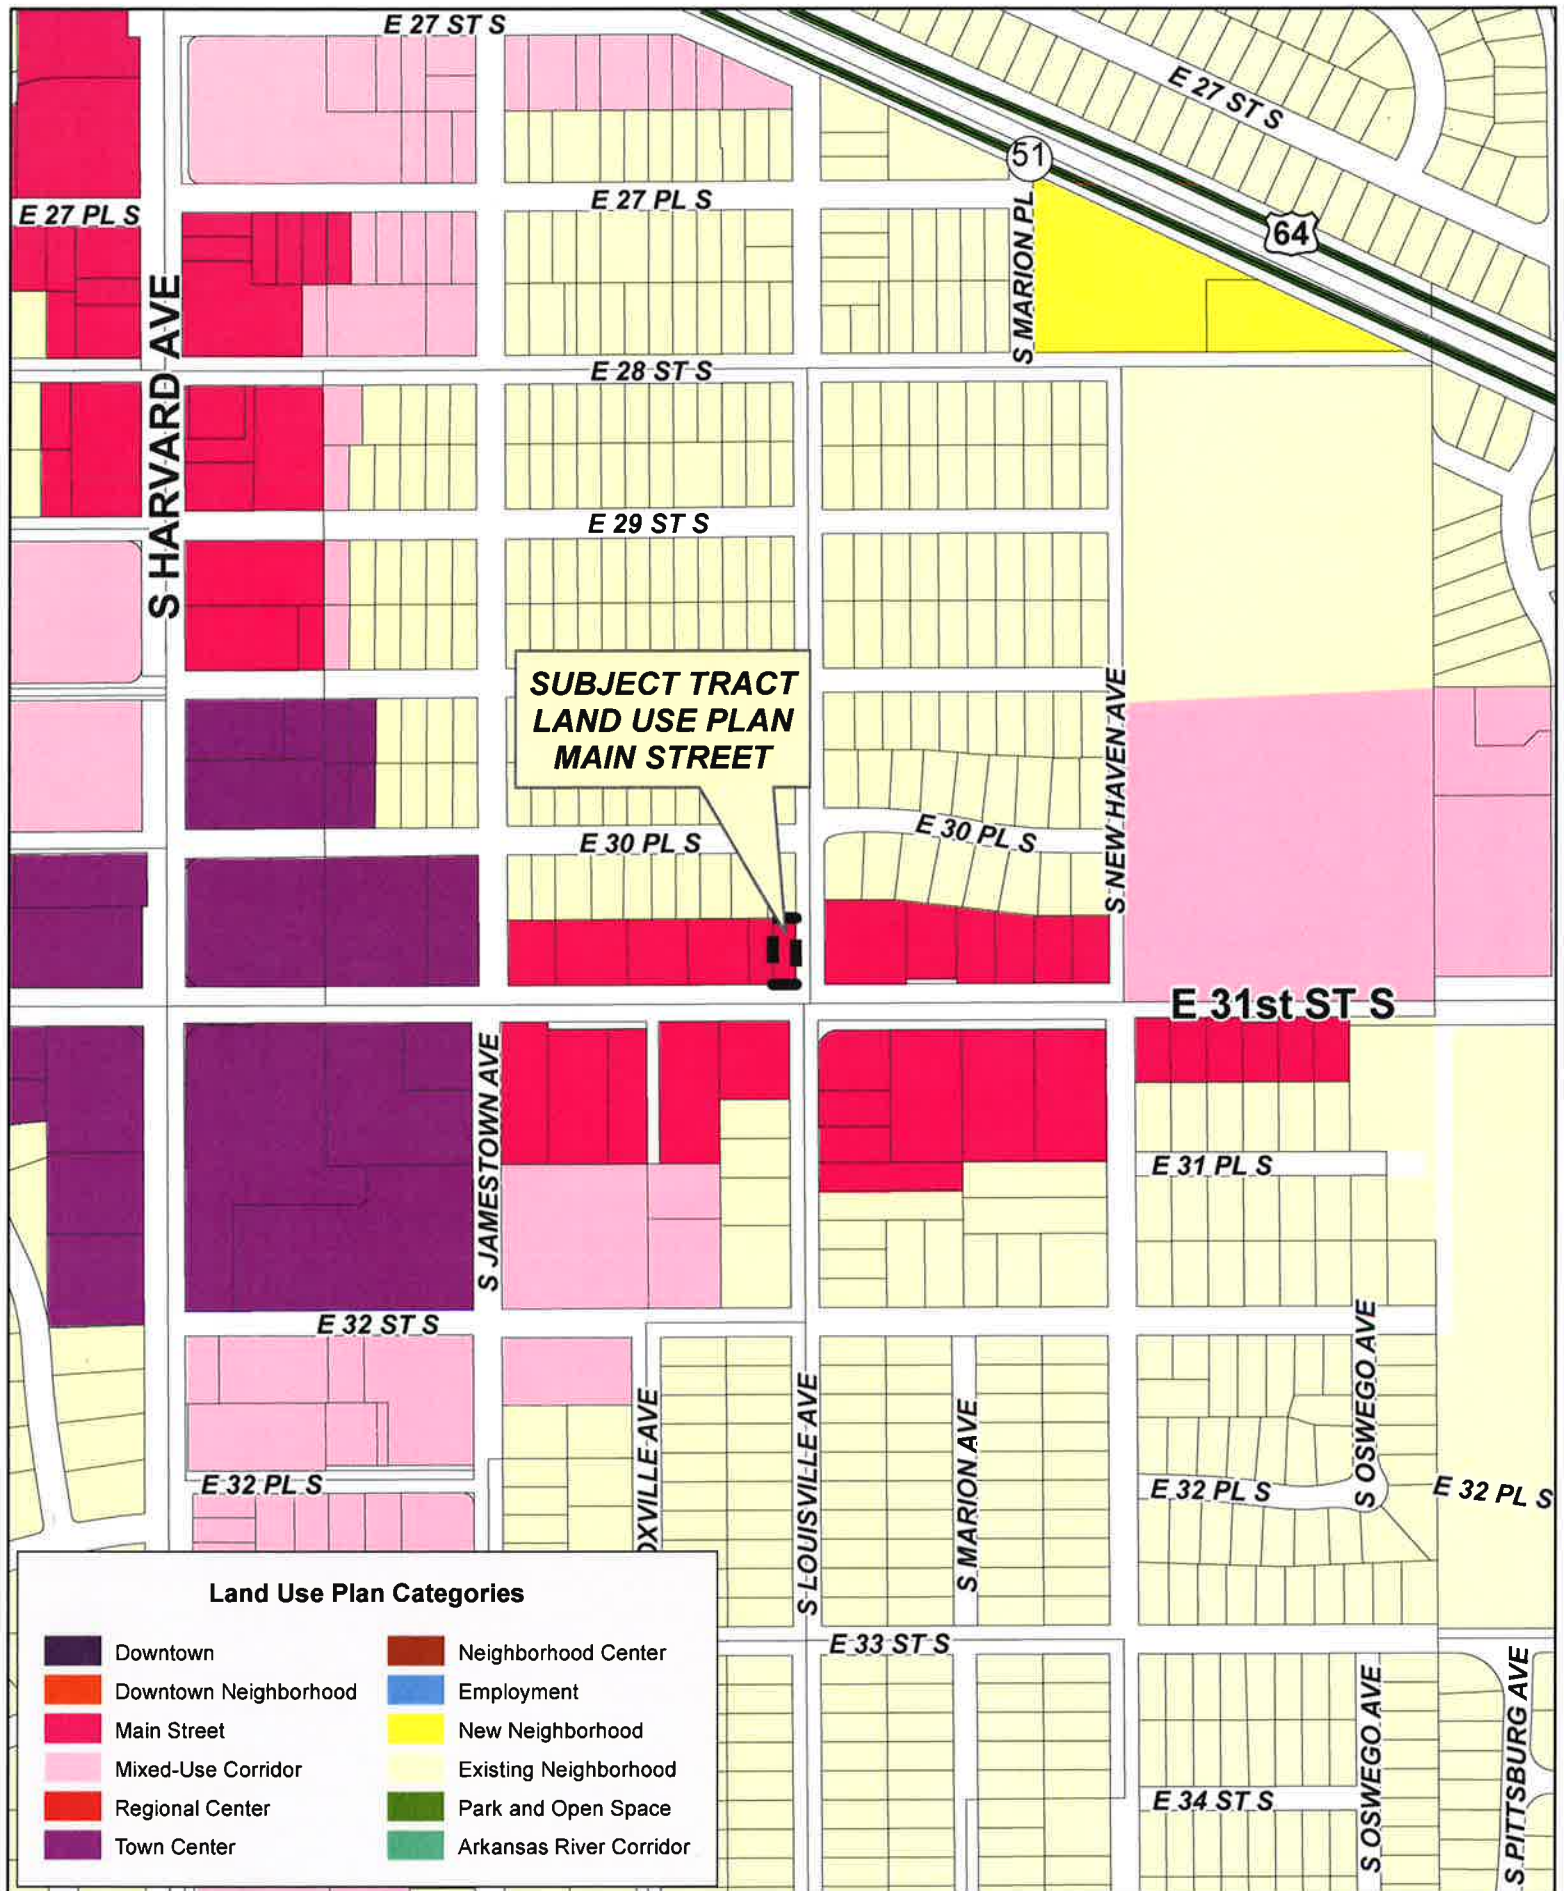 E 27 ST S
E 27 ST S
51
E 27 PL S
E 27 PL S
64
S MARION PL
S HARVARD AVE
E 28 ST S
E 29 ST S
SUBJECT TRACT
LAND USE PLAN
MAIN STREET
S NEW HAVEN AVE
E 30 PL S
E 30 PL S
E 31st ST S
S JAMESTOWN AVE
E 31 PL S
E 32 ST S
S OSWEGO AVE
OXVILLE AVE
S LOUISVILLE AVE
S MARION AVE
E 32 PL S
E 32 PL S
E 32 PL S
E 33 ST S
S OSWEGO AVE
S PITTSBURG AVE
E 34 ST S
Land Use Plan Categories
Downtown
Downtown Neighborhood
Main Street
Mixed-Use Corridor
Regional Center
Town Center
Neighborhood Center
Employment
New Neighborhood
Existing Neighborhood
Park and Open Space
Arkansas River Corridor